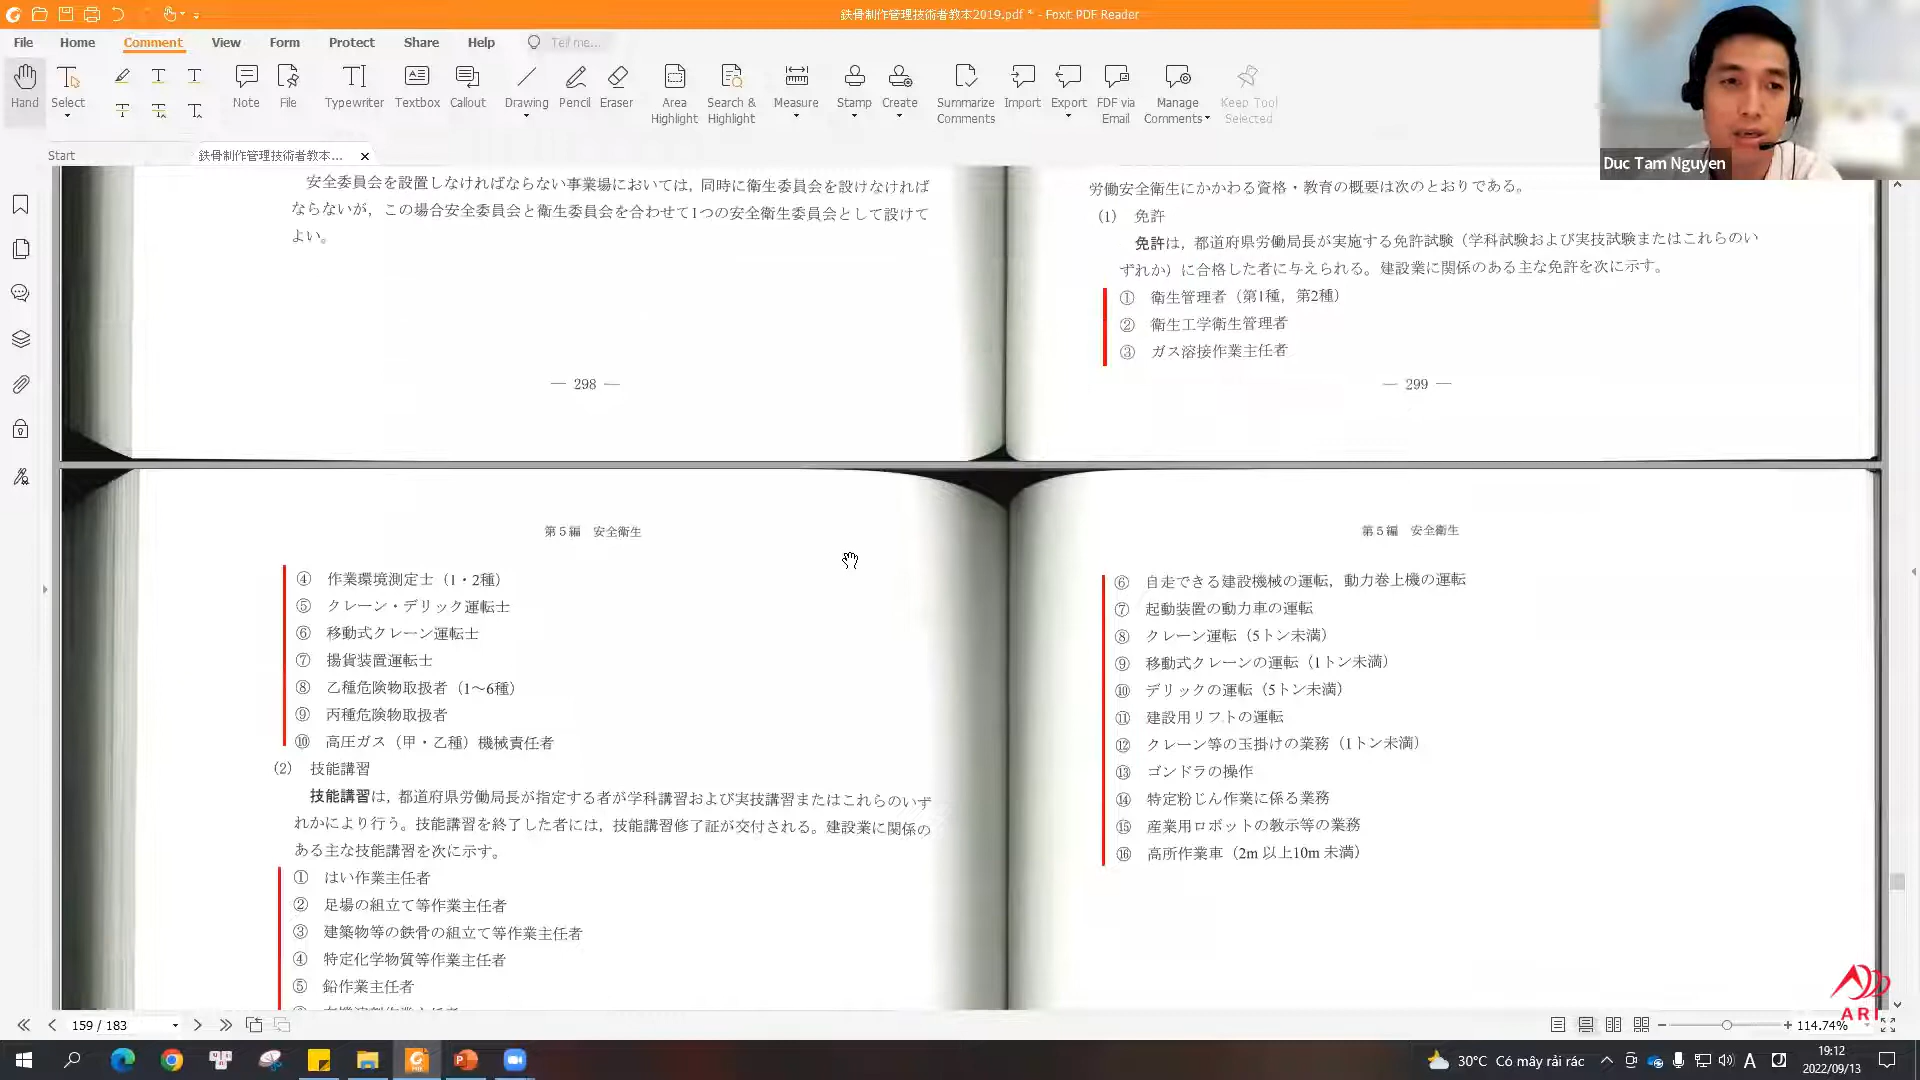 鉄骨制作管理技術者教本2019.pdf * - Foxit PDF Reader
File Home Comment View Form Protect Share Help Tell me...
Hand
Select
Note
File
Typewriter
Textbox
Callout
Drawing
Pencil
Eraser
Area Highlight
Search & Highlight
Measure
Stamp
Create
Summarize Comments
Import
Export
FDF via Email
Manage Comments
Keep Tool Selected
Duc Tam Nguyen
Start
鉄骨制作管理技術者教本...
安全委員会を設置しなければならない事業場においては，同時に衛生委員会を設けなければ
ならないが，この場合安全委員会と衛生委員会を合わせて1つの安全衛生委員会として設けて
よい。
— 298 —
労働安全衛生にかかわる資格・教育の概要は次のとおりである。
(1) 免許
免許は，都道府県労働局長が実施する免許試験（学科試験および実技試験またはこれらのい
ずれか）に合格した者に与えられる。建設業に関係のある主な免許を次に示す。
① 衛生管理者（第1種，第2種）
② 衛生工学衛生管理者
③ ガス溶接作業主任者
— 299 —
第5編 安全衛生
④ 作業環境測定士（1・2種）
⑤ クレーン・デリック運転士
⑥ 移動式クレーン運転士
⑦ 揚貨装置運転士
⑧ 乙種危険物取扱者（1～6種）
⑨ 丙種危険物取扱者
⑩ 高圧ガス（甲・乙種）機械責任者
(2) 技能講習
技能講習は，都道府県労働局長が指定する者が学科講習および実技講習またはこれらのいず
れかにより行う。技能講習を終了した者には，技能講習修了証が交付される。建設業に関係の
ある主な技能講習を次に示す。
① はい作業主任者
② 足場の組立て等作業主任者
③ 建築物等の鉄骨の組立て等作業主任者
④ 特定化学物質等作業主任者
⑤ 鉛作業主任者
第5編 安全衛生
⑥ 自走できる建設機械の運転，動力巻上機の運転
⑦ 起動装置の動力車の運転
⑧ クレーン運転（5トン未満）
⑨ 移動式クレーンの運転（1トン未満）
⑩ デリックの運転（5トン未満）
⑪ 建設用リフトの運転
⑫ クレーン等の玉掛けの業務（1トン未満）
⑬ ゴンドラの操作
⑭ 特定粉じん作業に係る業務
⑮ 産業用ロボットの教示等の業務
⑯ 高所作業車（2m 以上10m 未満）
ARI
159 / 183
114.74%
30°C Có mây rải rác
A
19:12
2022/09/13